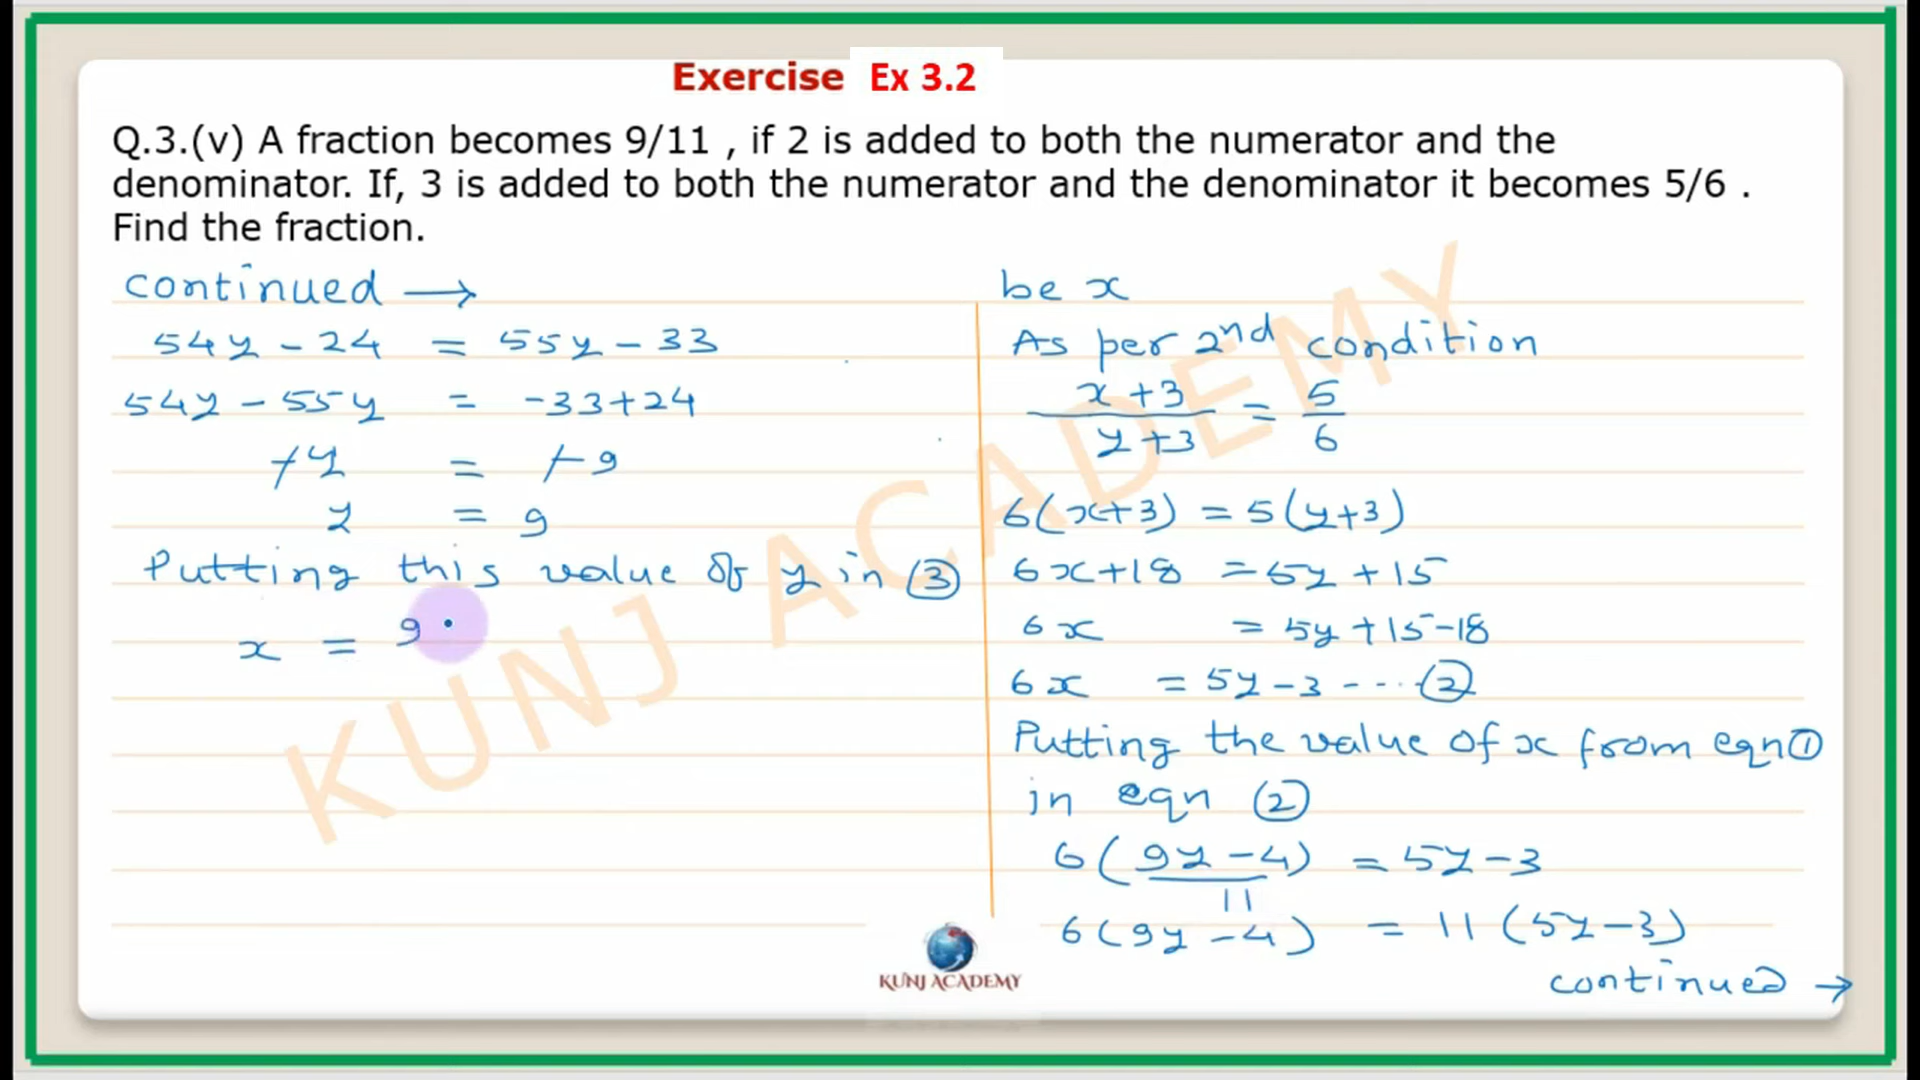 Exercise Ex 3.2
Q.3.(v) A fraction becomes 9/11 , if 2 is added to both the numerator and the
denominator. If, 3 is added to both the numerator and the denominator it becomes 5/6 .
Find the fraction.
continued →
54y - 24 = 55y - 33
54y - 55y = -33+24
-y = -9
y = 9
Putting this value of y in ③
x = 9
be x
As per 2nd condition
x+3
y+3
= 5
6
6(x+3) = 5(y+3)
6x+18 = 5y+15
6x = 5y+15-18
6x = 5y-3 --- ②
Putting the value of x from eqn①
in eqn ②
6(9y-4) = 5y-3
11
6(9y-4) = 11(5y-3)
continued →
KUNJ ACADEMY
KUNJ ACADEMY